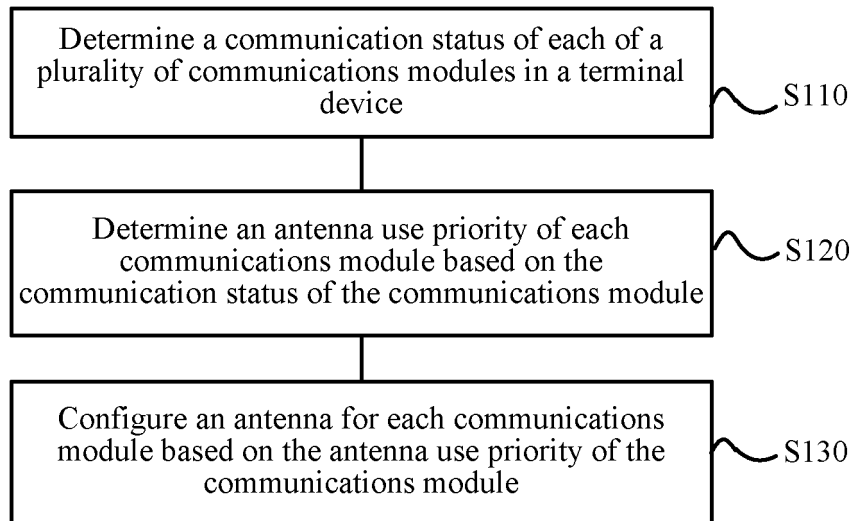 Determine a communication status of each of a
plurality of communications modules in a terminal
device
S110
Determine an antenna use priority of each
communications module based on the
communication status of the communications module
S120
Configure an antenna for each communications
module based on the antenna use priority of the
communications module
S130